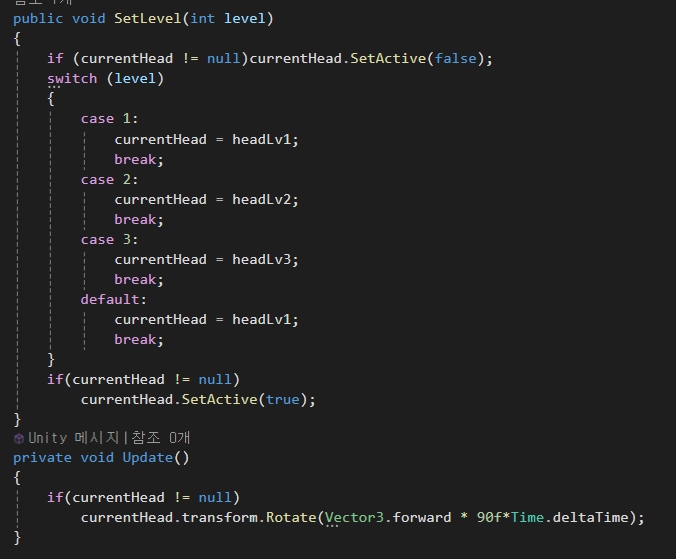 public void SetLevel(int level)
{
if (currentHead != null)currentHead.SetActive(false);
switch (level)
{
case 1:
currentHead = headLv1;
break;
case 2:
currentHead = headLv2;
break;
case 3:
currentHead = headLv3;
break;
default:
currentHead = headLv1;
break;
}
if(currentHead != null)
currentHead.SetActive(true);
}
Unity 메시지|참조 0개
private void Update()
{
if(currentHead != null)
currentHead.transform.Rotate(Vector3.forward * 90f*Time.deltaTime);
}